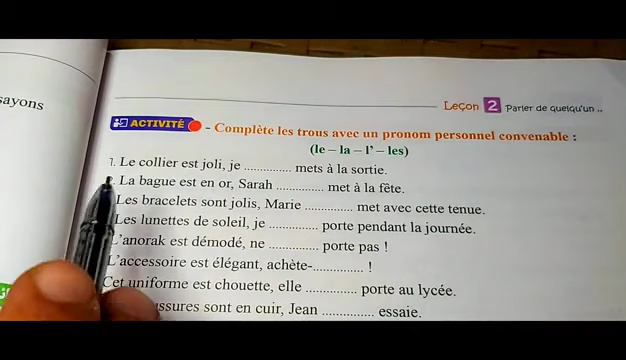 sayons
Leçon 2 Parler de quelqu'un ..
ACTIVITÉ - Complète les trous avec un pronom personnel convenable :
(le – la – l' – les)
1. Le collier est joli, je .............. mets à la sortie.
La bague est en or, Sarah .............. met à la fête.
Les bracelets sont jolis, Marie .............. met avec cette tenue.
Les lunettes de soleil, je .............. porte pendant la journée.
L'anorak est démodé, ne .............. porte pas !
L'accessoire est élégant, achète-.............. !
Cet uniforme est chouette, elle .............. porte au lycée.
sont en cuir, Jean .............. essaie.